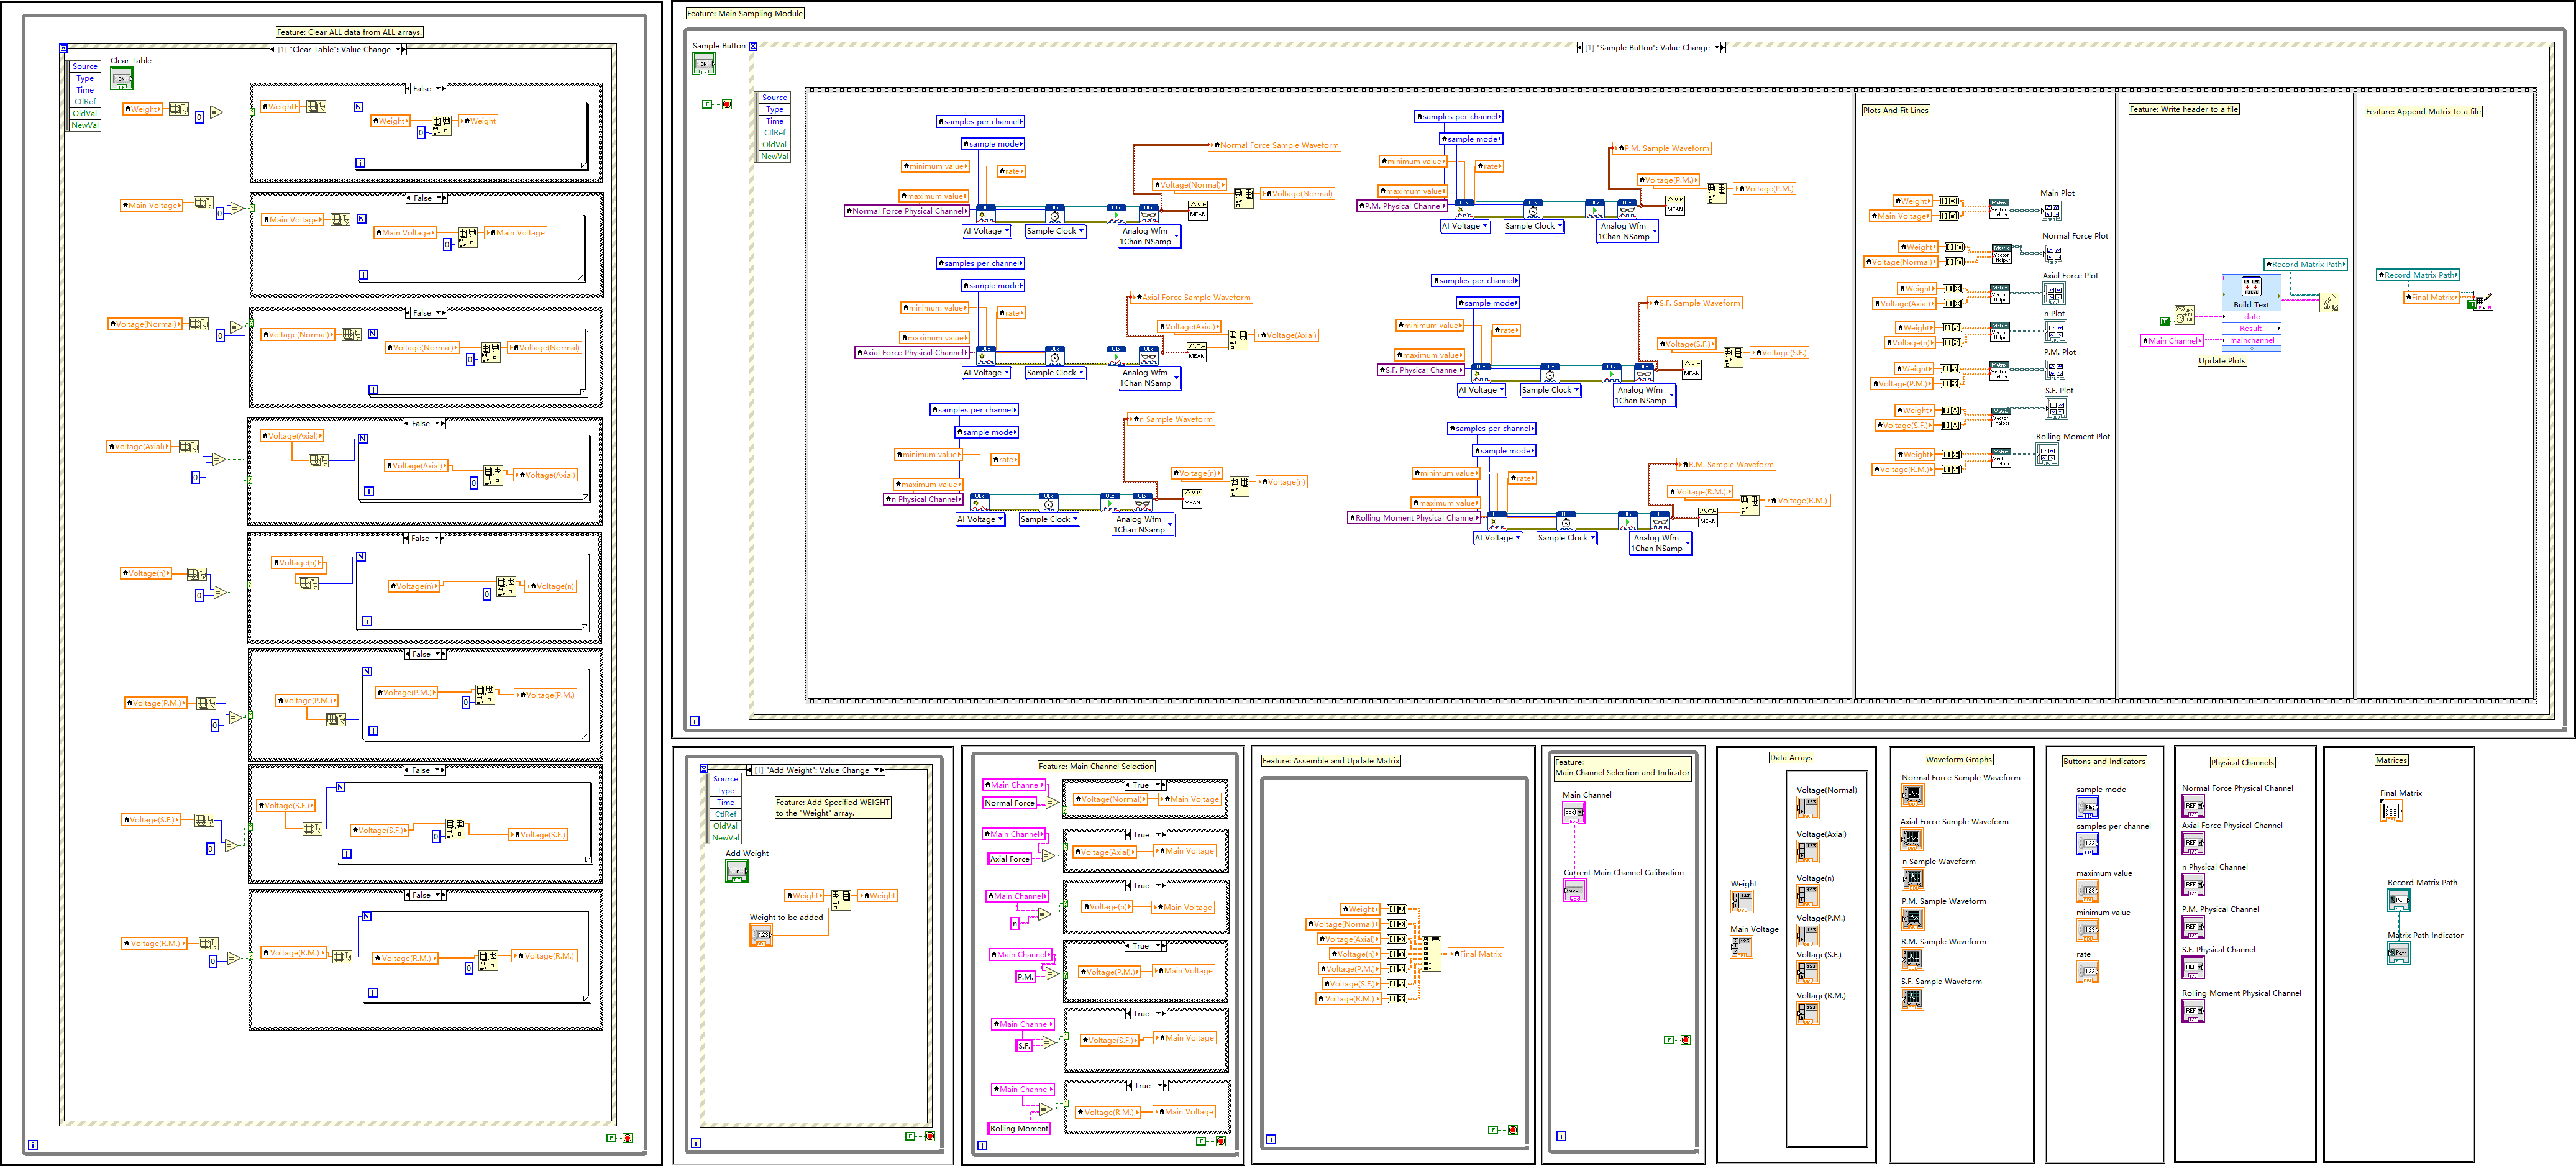 Feature: Clear ALL data from ALL arrays.
[1] "Clear Table": Value Change
Source
Type
Time
CtlRef
OldVal
NewVal
Clear Table
OK
False
Weight
0
Weight
N
Weight
0
Weight
i
False
Main Voltage
0
Main Voltage
N
Main Voltage
0
Main Voltage
i
False
Voltage(Normal)
0
Voltage(Normal)
N
Voltage(Normal)
0
Voltage(Normal)
i
False
Voltage(Axial)
0
Voltage(Axial)
N
Voltage(Axial)
0
Voltage(Axial)
i
False
Voltage(n)
0
Voltage(n)
N
Voltage(n)
0
Voltage(n)
i
False
Voltage(P.M.)
0
Voltage(P.M.)
N
Voltage(P.M.)
0
Voltage(P.M.)
i
False
Voltage(S.F.)
0
Voltage(S.F.)
N
Voltage(S.F.)
0
Voltage(S.F.)
i
False
Voltage(R.M.)
0
Voltage(R.M.)
N
Voltage(R.M.)
0
Voltage(R.M.)
i
i
F
Feature: Main Sampling Module
Sample Button
[1] "Sample Button": Value Change
F
Source
Type
Time
CtlRef
OldVal
NewVal
samples per channel
sample mode
minimum value
rate
maximum value
Normal Force Physical Channel
AI Voltage
Sample Clock
Analog Wfm
1Chan NSamp
MEAN
Normal Force Sample Waveform
Voltage(Normal)
Voltage(Normal)
samples per channel
sample mode
minimum value
rate
maximum value
P.M. Physical Channel
AI Voltage
Sample Clock
Analog Wfm
1Chan NSamp
MEAN
P.M. Sample Waveform
Voltage(P.M.)
Voltage(P.M.)
samples per channel
sample mode
minimum value
rate
maximum value
Axial Force Physical Channel
AI Voltage
Sample Clock
Analog Wfm
1Chan NSamp
MEAN
Axial Force Sample Waveform
Voltage(Axial)
Voltage(Axial)
samples per channel
sample mode
minimum value
rate
maximum value
S.F. Physical Channel
AI Voltage
Sample Clock
Analog Wfm
1Chan NSamp
MEAN
S.F. Sample Waveform
Voltage(S.F.)
Voltage(S.F.)
samples per channel
sample mode
minimum value
rate
maximum value
n Physical Channel
AI Voltage
Sample Clock
Analog Wfm
1Chan NSamp
MEAN
n Sample Waveform
Voltage(n)
Voltage(n)
samples per channel
sample mode
minimum value
rate
maximum value
Rolling Moment Physical Channel
AI Voltage
Sample Clock
Analog Wfm
1Chan NSamp
MEAN
R.M. Sample Waveform
Voltage(R.M.)
Voltage(R.M.)
i
Plots And Fit Lines
Main Plot
Weight
Main Voltage
Normal Force Plot
Weight
Voltage(Normal)
Axial Force Plot
Weight
Voltage(Axial)
n Plot
Weight
Voltage(n)
P.M. Plot
Weight
Voltage(P.M.)
S.F. Plot
Weight
Voltage(S.F.)
Rolling Moment Plot
Weight
Voltage(R.M.)
Feature: Write header to a file
Record Matrix Path
Build Text
date
Result
mainchannel
Main Channel
Update Plots
Feature: Append Matrix to a file
Record Matrix Path
Final Matrix
[1] "Add Weight": Value Change
Source
Type
Time
CtlRef
OldVal
NewVal
Feature: Add Specified WEIGHT
to the "Weight" array.
Add Weight
OK
Weight
Weight
Weight to be added
F
i
Feature: Main Channel Selection
Main Channel
Normal Force
True
Voltage(Normal)
Main Voltage
Main Channel
Axial Force
True
Voltage(Axial)
Main Voltage
Main Channel
n
True
Voltage(n)
Main Voltage
Main Channel
P.M.
True
Voltage(P.M.)
Main Voltage
Main Channel
S.F.
True
Voltage(S.F.)
Main Voltage
Main Channel
Rolling Moment
True
Voltage(R.M.)
Main Voltage
F
i
Feature: Assemble and Update Matrix
Weight
Voltage(Normal)
Voltage(Axial)
Voltage(n)
Voltage(P.M.)
Voltage(S.F.)
Voltage(R.M.)
Final Matrix
F
i
Feature:
Main Channel Selection and Indicator
Main Channel
Current Main Channel Calibration
F
i
Data Arrays
Weight
Main Voltage
Voltage(Normal)
Voltage(Axial)
Voltage(n)
Voltage(P.M.)
Voltage(S.F.)
Voltage(R.M.)
Waveform Graphs
Normal Force Sample Waveform
Axial Force Sample Waveform
n Sample Waveform
P.M. Sample Waveform
R.M. Sample Waveform
S.F. Sample Waveform
Buttons and Indicators
sample mode
samples per channel
maximum value
minimum value
rate
Physical Channels
Normal Force Physical Channel
Axial Force Physical Channel
n Physical Channel
P.M. Physical Channel
S.F. Physical Channel
Rolling Moment Physical Channel
Matrices
Final Matrix
Record Matrix Path
Matrix Path Indicator